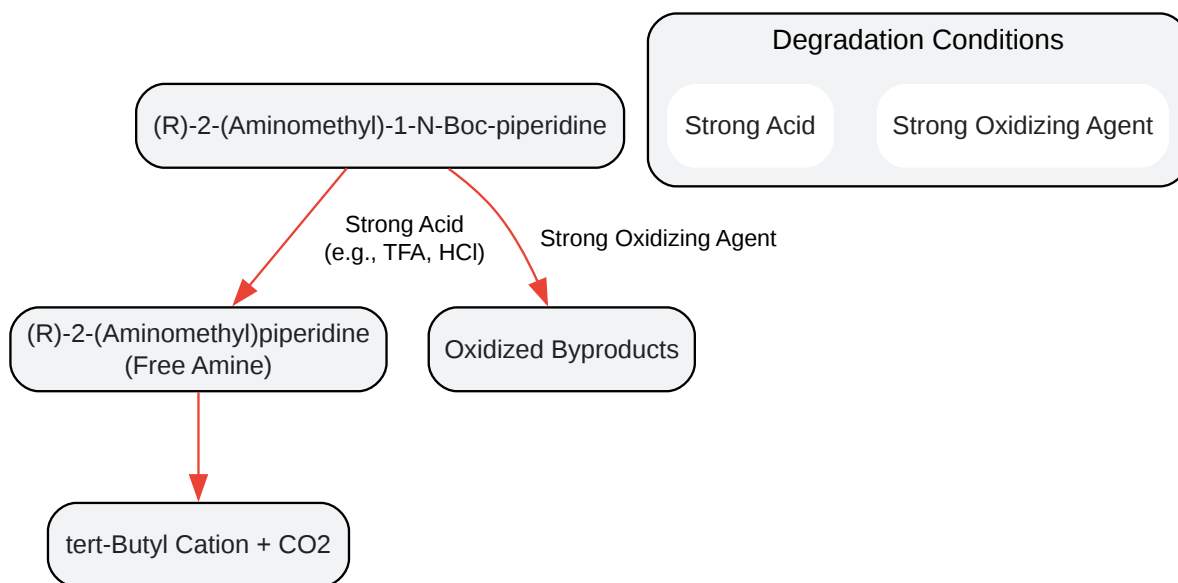 Degradation Conditions
(R)-2-(Aminomethyl)-1-N-Boc-piperidine
Strong Acid
Strong Oxidizing Agent
Strong Acid
(e.g., TFA, HCl)
Strong Oxidizing Agent
(R)-2-(Aminomethyl)piperidine
(Free Amine)
Oxidized Byproducts
tert-Butyl Cation + CO2